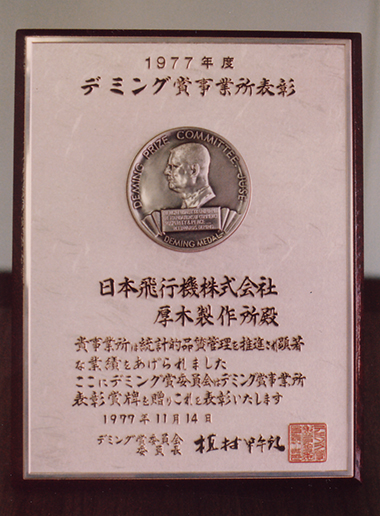 1977年度
デミング賞事業所表彰
DEMING PRIZE COMMITTEE, JUSE
DEMING MEDAL
日本飛行機株式会社
厚木製作所殿
貴事業所は統計的品質管理を推進され顕著
な業績をあげられました
ここにデミング賞委員会はデミング賞事業所
表彰賞牌を贈りこれを表彰いたします
1977年11月14日
デミング賞委員会
委員長
植村甲午郎